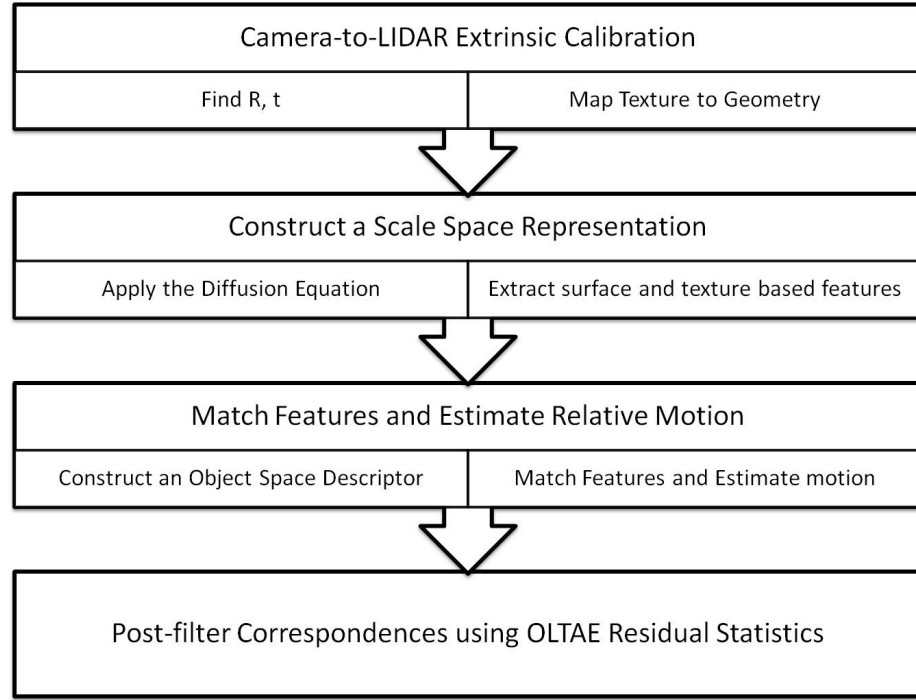 Camera-to-LIDAR Extrinsic Calibration
Find R, t
Map Texture to Geometry
Construct a Scale Space Representation
Apply the Diffusion Equation
Extract surface and texture based features
Match Features and Estimate Relative Motion
Construct an Object Space Descriptor
Match Features and Estimate motion
Post-filter Correspondences using OLTAE Residual Statistics